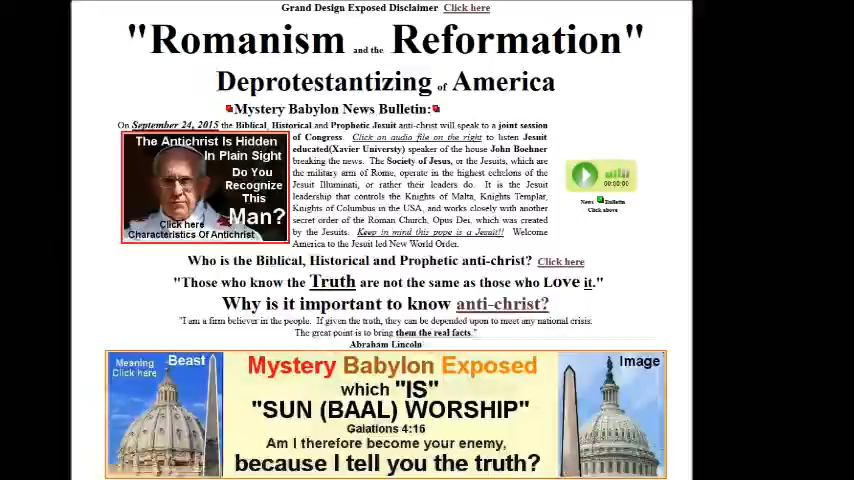 Grand Design Exposed Disclaimer Click here
"Romanism and the Reformation"
Deprotestantizing of America
Mystery Babylon News Bulletin:
On September 24, 2015 the Biblical, Historical and Prophetic Jesuit anti-christ will speak to a joint session
of Congress. Click an audio file on the right to listen Jesuit
educated(Xavier Universty) speaker of the house John Boehner
breaking the news. The Society of Jesus, or the Jesuits, which are
the military arm of Rome, operate in the highest echelons of the
Jesuit Illuminati, or rather their leaders do. It is the Jesuit
leadership that controls the Knights of Malta, Knights Templar,
Knights of Columbus in the USA, and works closely with another
secret order of the Roman Church, Opus Dei, which was created
by the Jesuits. Keep in mind this pope is a Jesuit!! Welcome
America to the Jesuit led New World Order.
The Antichrist Is Hidden
In Plain Sight
Do You
Recognize
This
Man?
Click here
Characteristics Of Antichrist
00:00:00
News Bulletin
Click above
Who is the Biblical, Historical and Prophetic anti-christ? Click here
"Those who know the Truth are not the same as those who Love it."
Why is it important to know anti-christ?
"I am a firm believer in the people. If given the truth, they can be depended upon to meet any national crisis.
The great point is to bring them the real facts."
Abraham Lincoln
Meaning
Click here
Beast
Mystery Babylon Exposed
which "IS"
"SUN (BAAL) WORSHIP"
Galations 4:16
Am I therefore become your enemy,
because I tell you the truth?
Image